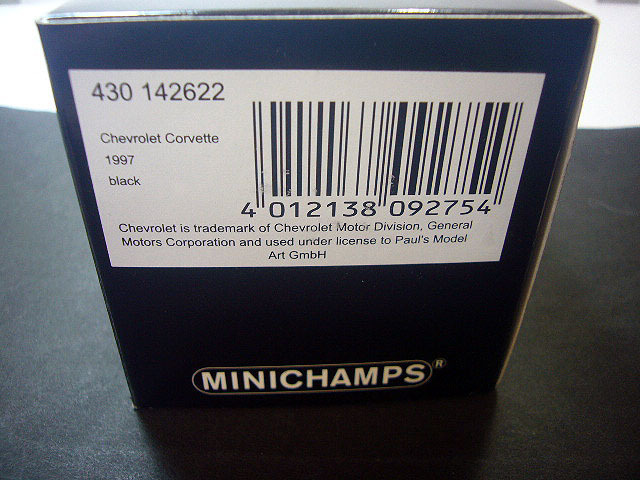 430 142622
Chevrolet Corvette
1997
black
4 012138 092754
Chevrolet is trademark of Chevrolet Motor Division, General
Motors Corporation and used under license to Paul's Model
Art GmbH
MINICHAMPS®